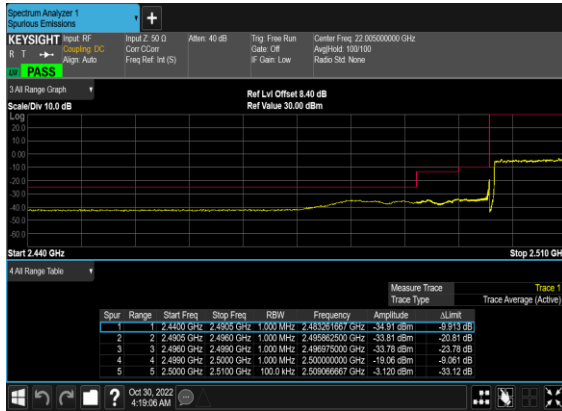 Spectrum Analyzer 1
Spurious Emissions
KEYSIGHT Input: RF Input Z: 50 Ω Atten: 40 dB Trig: Free Run Center Freq: 22.005000000 GHz
R T Coupling: DC Corr CCorr Gate: Off Avg|Hold: 100/100
Align: Auto Freq Ref: Int (S) IF Gain: Low Radio Std: None
LU PASS
3 All Range Graph
Ref Lvl Offset 8.40 dB
Scale/Div 10.0 dB Ref Value 30.00 dBm
Log
20.0
10.0
0.00
-10.0
-20.0
-30.0
-40.0
-50.0
-60.0
Start 2.440 GHz Stop 2.510 GH
4 All Range Table
Measure Trace Trace 1
Trace Type Trace Average (Active)
Spur Range Start Freq Stop Freq RBW Frequency Amplitude ΔLimit
1 1 2.4400 GHz 2.4905 GHz 1.000 MHz 2.483261667 GHz -34.91 dBm -9.913 dB
2 2 2.4905 GHz 2.4960 GHz 1.000 MHz 2.495862500 GHz -33.81 dBm -20.81 dB
3 3 2.4960 GHz 2.4990 GHz 1.000 MHz 2.496975000 GHz -33.78 dBm -23.78 dB
4 4 2.4990 GHz 2.5000 GHz 1.000 MHz 2.500000000 GHz -19.06 dBm -9.061 dB
5 5 2.5000 GHz 2.5100 GHz 100.0 kHz 2.509066667 GHz -3.120 dBm -33.12 dB
Oct 30, 2022
4:19:06 AM